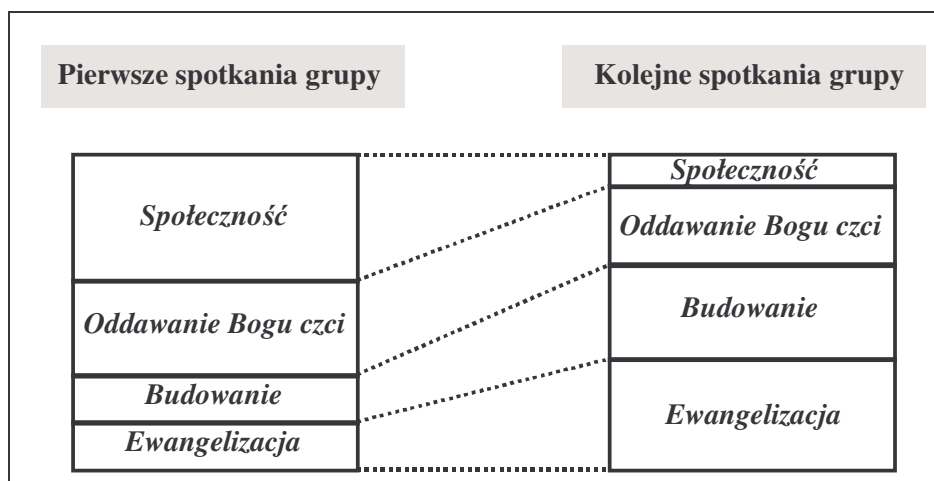 Pierwsze spotkania grupy
Kolejne spotkania grupy
Społeczność
Oddawanie Bogu czci
Budowanie
Ewangelizacja
Społeczność
Oddawanie Bogu czci
Budowanie
Ewangelizacja